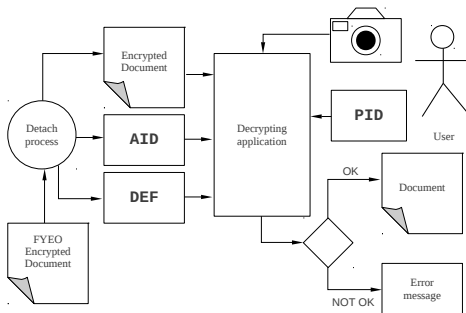 Encrypted
Document
Detach
process
AID
DEF
FYEO
Encrypted
Document
Decrypting
application
PID
User
OK
Document
NOT OK
Error
message